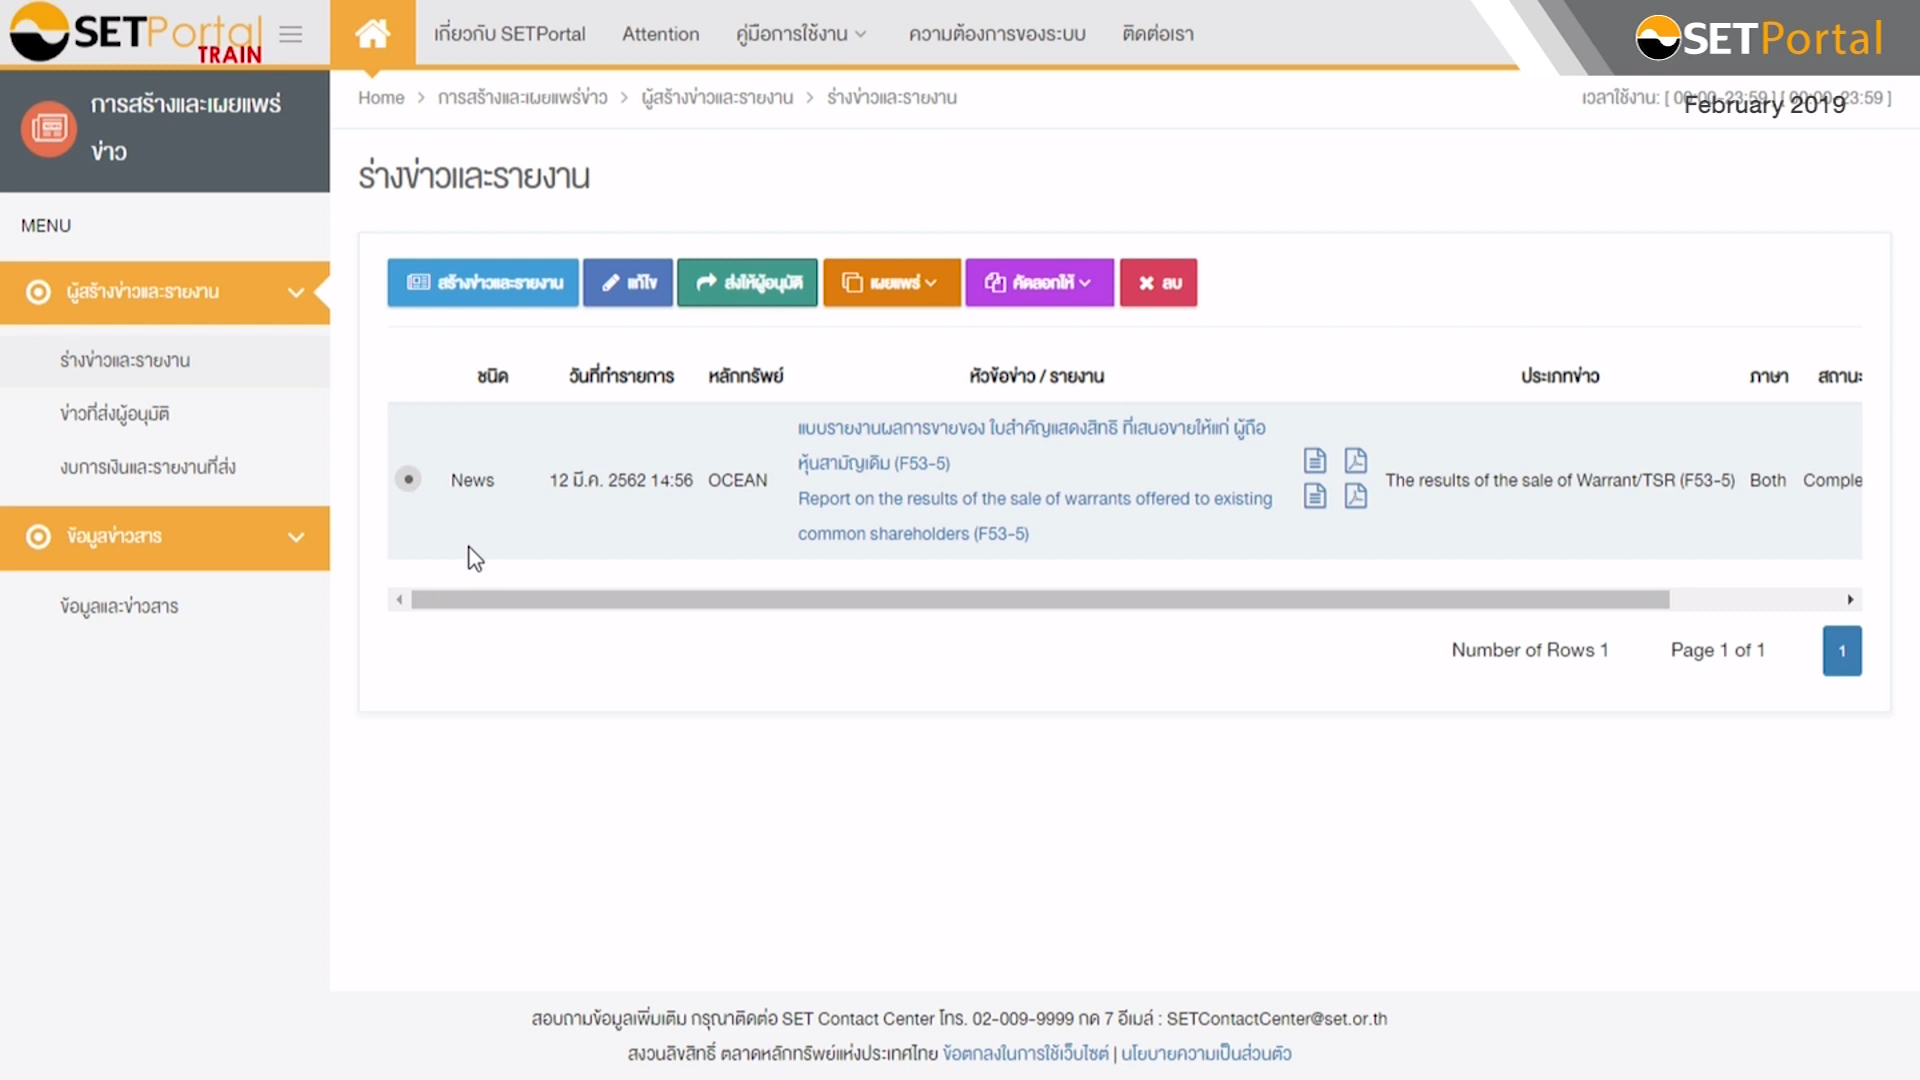 SETPortal
TRAIN
เกี่ยวกับ SETPortal
Attention
คู่มือการใช้งาน
ความต้องการของระบบ
ติดต่อเรา
SETPortal
การสร้างและเผยแพร่
ข่าว
Home > การสร้างและเผยแพร่ข่าว > ผู้สร้างข่าวและรายงาน > ร่างข่าวและรายงาน
เวลาใช้งาน: [ 00:00-23:59 ] [ 00:00-23:59 ]
February 2019
ร่างข่าวและรายงาน
MENU
ผู้สร้างข่าวและรายงาน
ร่างข่าวและรายงาน
ข่าวที่ส่งผู้อนุมัติ
งบการเงินและรายงานที่ส่ง
ข้อมูลข่าวสาร
ข้อมูลและข่าวสาร
สร้างข่าวและรายงาน
แก้ไข
ส่งให้ผู้อนุมัติ
เผยแพร่
คัดลอกให้
ลบ
ชนิด วันที่ทำรายการ หลักทรัพย์ หัวข้อข่าว / รายงาน ประเภทข่าว ภาษา สถานะ
News 12 มี.ค. 2562 14:56 OCEAN
แบบรายงานผลการขายของ ใบสำคัญแสดงสิทธิ ที่เสนอขายให้แก่ ผู้ถือ
หุ้นสามัญเดิม (F53-5)
Report on the results of the sale of warrants offered to existing
common shareholders (F53-5)
The results of the sale of Warrant/TSR (F53-5) Both Comple
Number of Rows 1
Page 1 of 1
1
สอบถามข้อมูลเพิ่มเติม กรุณาติดต่อ SET Contact Center โทร. 02-009-9999 กด 7 อีเมล์ : SETContactCenter@set.or.th
สงวนลิขสิทธิ์ ตลาดหลักทรัพย์แห่งประเทศไทย ข้อตกลงในการใช้เว็บไซต์ | นโยบายความเป็นส่วนตัว